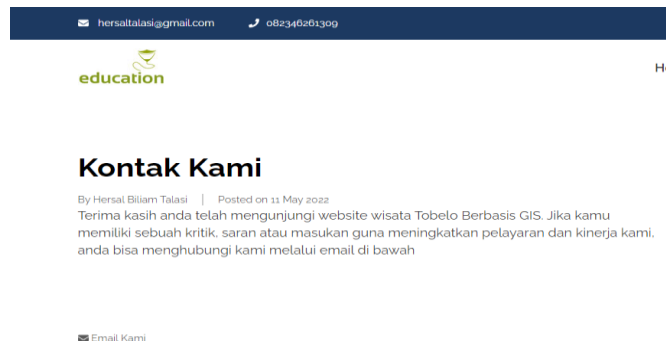 hersaltalasi@gmail.com 082346261309
education
Kontak Kami
By Hersal Biliam Talasi | Posted on 11 May 2022
Terima kasih anda telah mengunjungi website wisata Tobelo Berbasis GIS. Jika kamu
memiliki sebuah kritik, saran atau masukan guna meningkatkan pelayaran dan kinerja kami,
anda bisa menghubungi kami melalui email di bawah
Email Kami